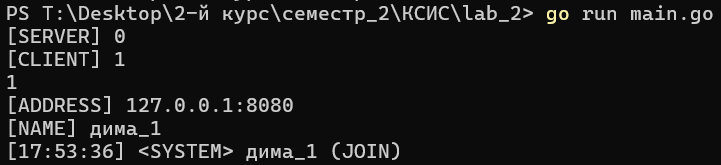 PS T:\Desktop\2-й курс\семестр_2\КСИС\lab_2> go run main.go
[SERVER] 0
[CLIENT] 1
1
[ADDRESS] 127.0.0.1:8080
[NAME] дима_1
[17:53:36] <SYSTEM> дима_1 (JOIN)